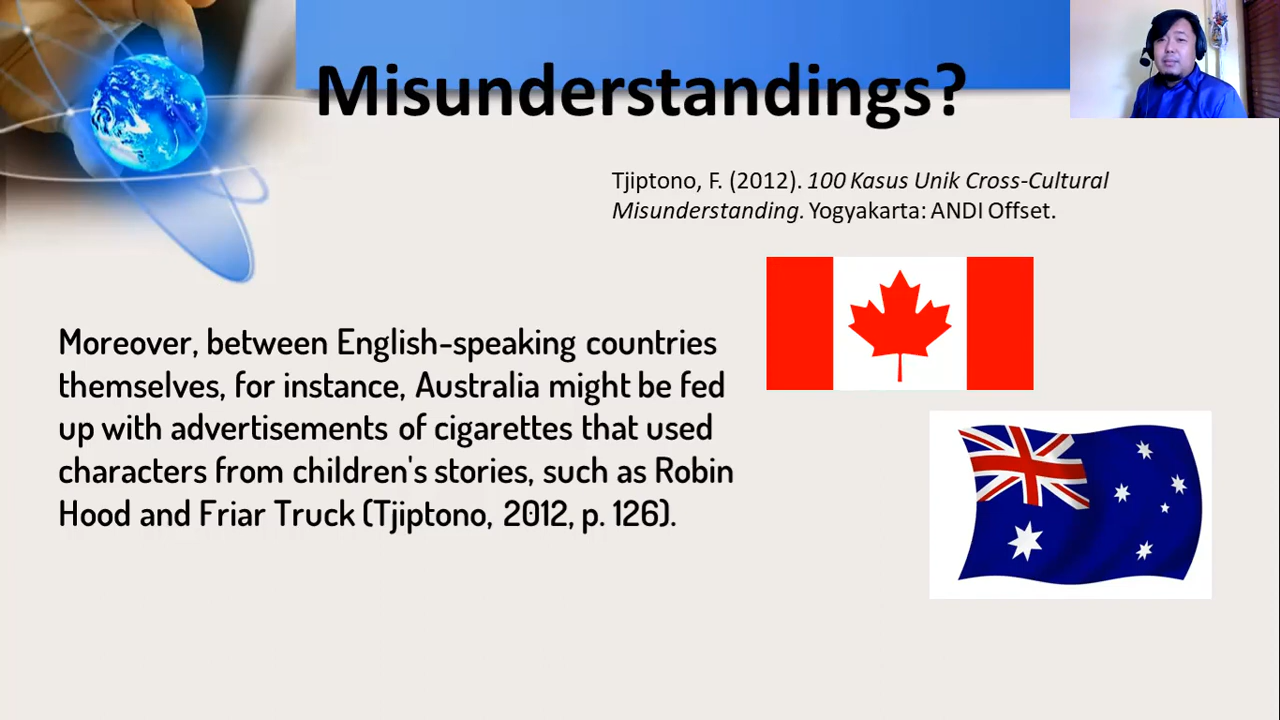 Misunderstandings?
Tjiptono, F. (2012). 100 Kasus Unik Cross-Cultural
Misunderstanding. Yogyakarta: ANDI Offset.
Moreover, between English-speaking countries
themselves, for instance, Australia might be fed
up with advertisements of cigarettes that used
characters from children's stories, such as Robin
Hood and Friar Truck (Tjiptono, 2012, p. 126).